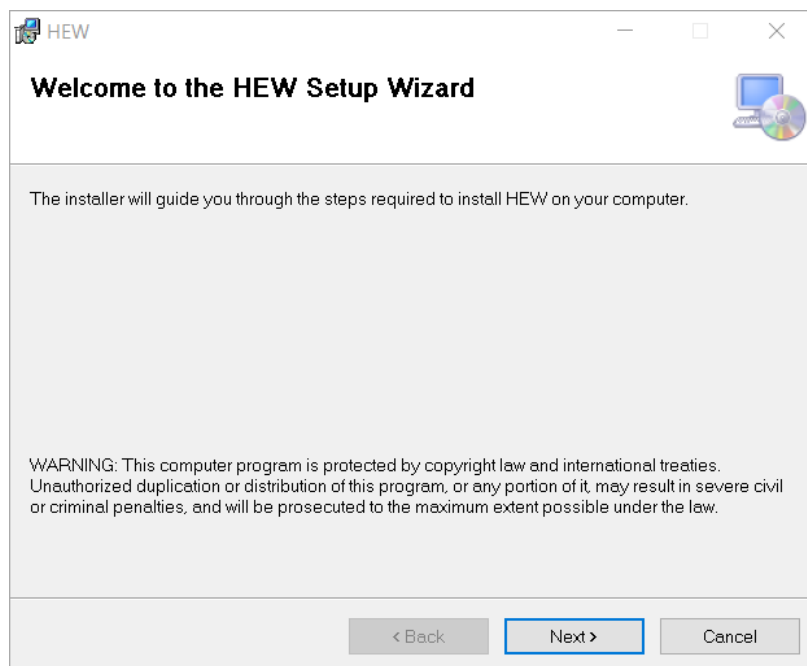 HEW
Welcome to the HEW Setup Wizard
The installer will guide you through the steps required to install HEW on your computer.
WARNING: This computer program is protected by copyright law and international treaties.
Unauthorized duplication or distribution of this program, or any portion of it, may result in severe civil
or criminal penalties, and will be prosecuted to the maximum extent possible under the law.
< Back
Next >
Cancel